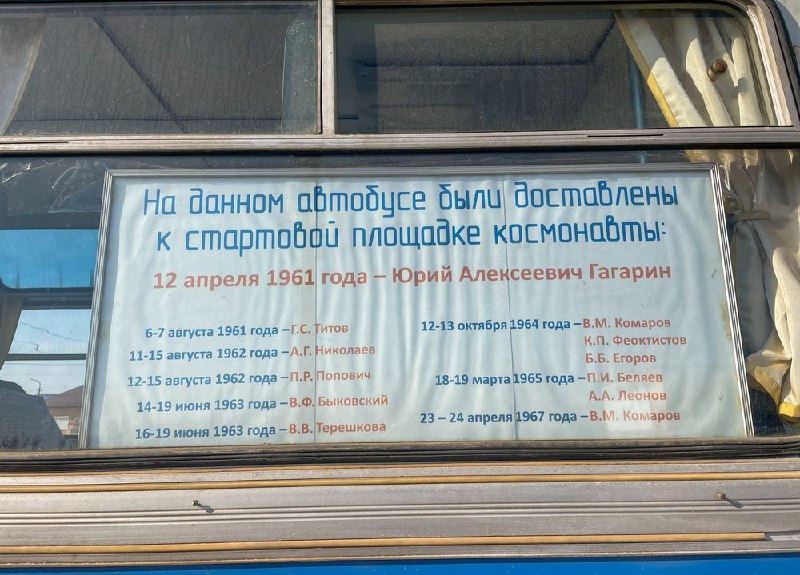 На данном автобусе были доставлены
к стартовой площадке космонавты:
12 апреля 1961 года – Юрий Алексеевич Гагарин
6-7 августа 1961 года – Г.С. Титов
11-15 августа 1962 года – А.Г. Николаев
12-15 августа 1962 года – П.Р. Попович
14-19 июня 1963 года – В.Ф. Быковский
16-19 июня 1963 года – В.В. Терешкова
12-13 октября 1964 года – В.М. Комаров
К.П. Феоктистов
Б.Б. Егоров
18-19 марта 1965 года – П.И. Беляев
А.А. Леонов
23 – 24 апреля 1967 года – В.М. Комаров